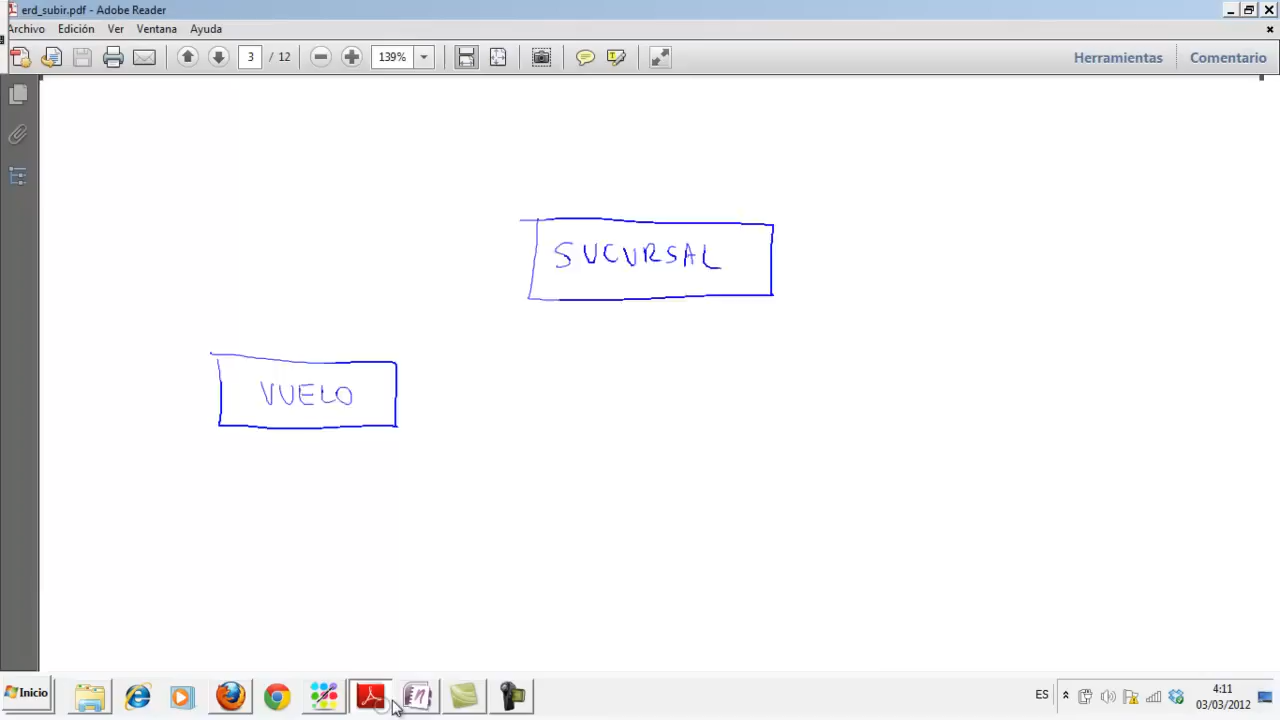 erd_subir.pdf - Adobe Reader
Archivo Edición Ver Ventana Ayuda
3 / 12 139% Herramientas Comentario
SUCURSAL
VUELO
Inicio ES 4:11
03/03/2012